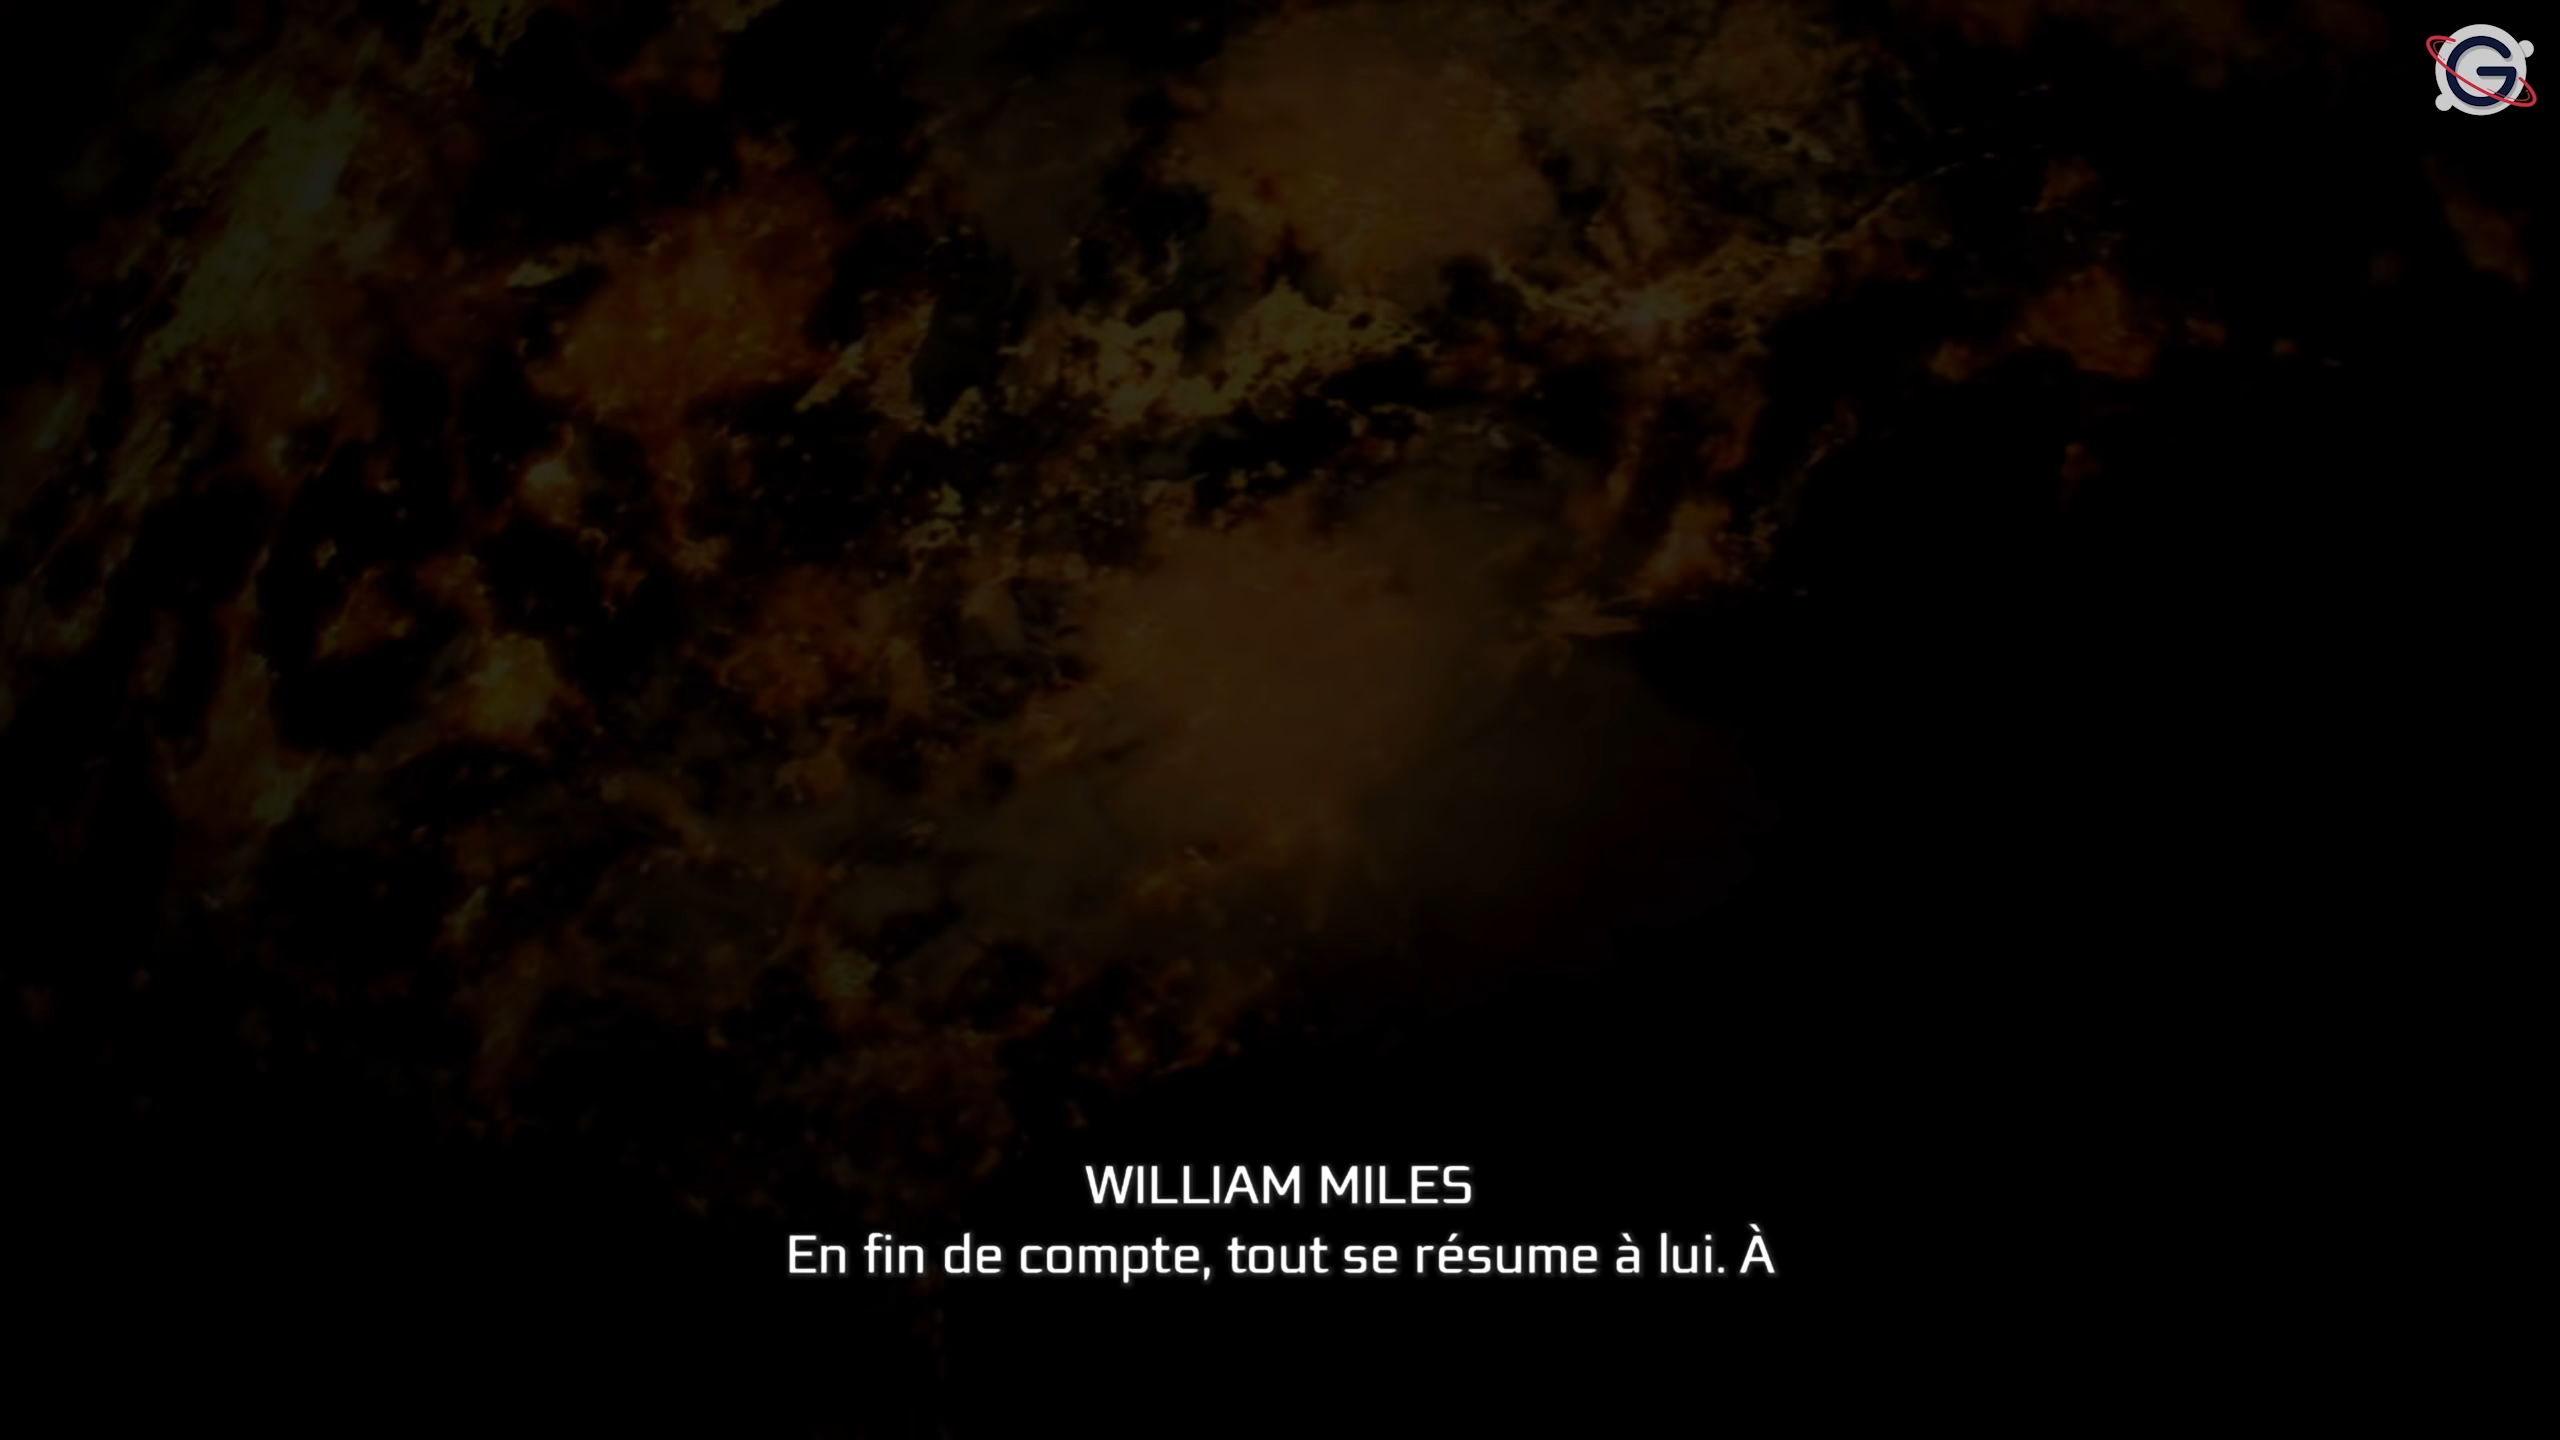 G
WILLIAM MILES
En fin de compte, tout se résume à lui. À